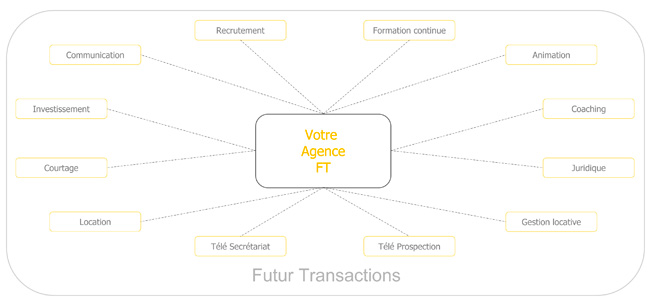 Recrutement
Formation continue
Communication
Animation
Investissement
Coaching
Votre
Agence
FT
Courtage
Juridique
Location
Gestion locative
Télé Secrétariat
Télé Prospection
Futur Transactions